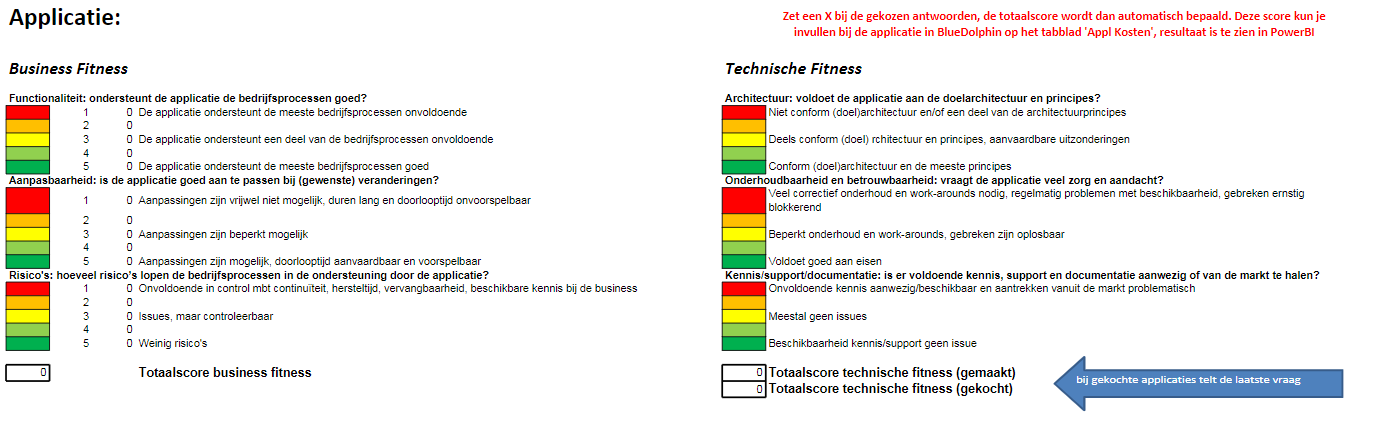 Applicatie:
Zet een X bij de gekozen antwoorden, de totaalscore wordt dan automatisch bepaald. Deze score kun je
invullen bij de applicatie in BlueDolphin op het tabblad 'Appl Kosten', resultaat is te zien in PowerBI
Business Fitness
Functionaliteit: ondersteunt de applicatie de bedrijfsprocessen goed?
1 0 De applicatie ondersteunt de meeste bedrijfsprocessen onvoldoende
2 0
3 0 De applicatie ondersteunt een deel van de bedrijfsprocessen onvoldoende
4 0
5 0 De applicatie ondersteunt de meeste bedrijfsprocessen goed
Aanpasbaarheid: is de applicatie goed aan te passen bij (gewenste) veranderingen?
1 0 Aanpassingen zijn vrijwel niet mogelijk, duren lang en doorlooptijd onvoorspelbaar
2 0
3 0 Aanpassingen zijn beperkt mogelijk
4 0
5 0 Aanpassingen zijn mogelijk, doorlooptijd aanvaardbaar en voorspelbaar
Risico's: hoeveel risico's lopen de bedrijfsprocessen in de ondersteuning door de applicatie?
1 0 Onvoldoende in control mbt continuïteit, hersteltijd, vervangbaarheid, beschikbare kennis bij de business
2 0
3 0 Issues, maar controleerbaar
4 0
5 0 Weinig risico's
0 Totaalscore business fitness
Technische Fitness
Architectuur: voldoet de applicatie aan de doelarchitectuur en principes?
Niet conform (doel)architectuur en/of een deel van de architectuurprincipes
Deels conform (doel) rchitectuur en principes, aanvaardbare uitzonderingen
Conform (doel)architectuur en de meeste principes
Onderhoudbaarheid en betrouwbaarheid: vraagt de applicatie veel zorg en aandacht?
Veel correctief onderhoud en work-arounds nodig, regelmatig problemen met beschikbaarheid, gebreken ernstig
blokkerend
Beperkt onderhoud en work-arounds, gebreken zijn oplosbaar
Voldoet goed aan eisen
Kennis/support/documentatie: is er voldoende kennis, support en documentatie aanwezig of van de markt te halen?
Onvoldoende kennis aanwezig/beschikbaar en aantrekken vanuit de markt problematisch
Meestal geen issues
Beschikbaarheid kennis/support geen issue
0 Totaalscore technische fitness (gemaakt)
0 Totaalscore technische fitness (gekocht)
bij gekochte applicaties telt de laatste vraag